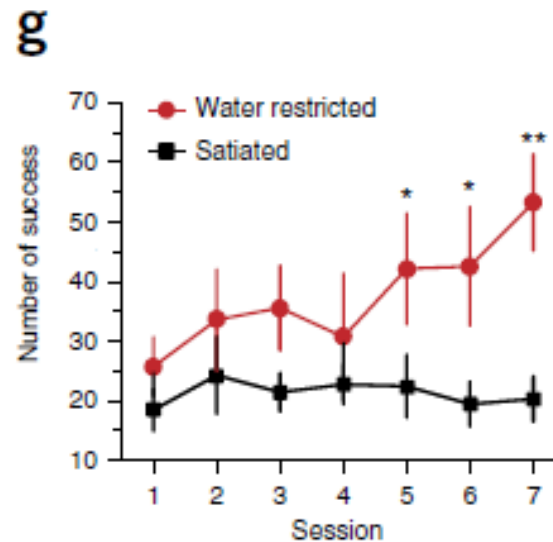 g
70
60
50
40
30
20
10
Number of success
Water restricted
Satiated
*
*
**
1 2 3 4 5 6 7
Session